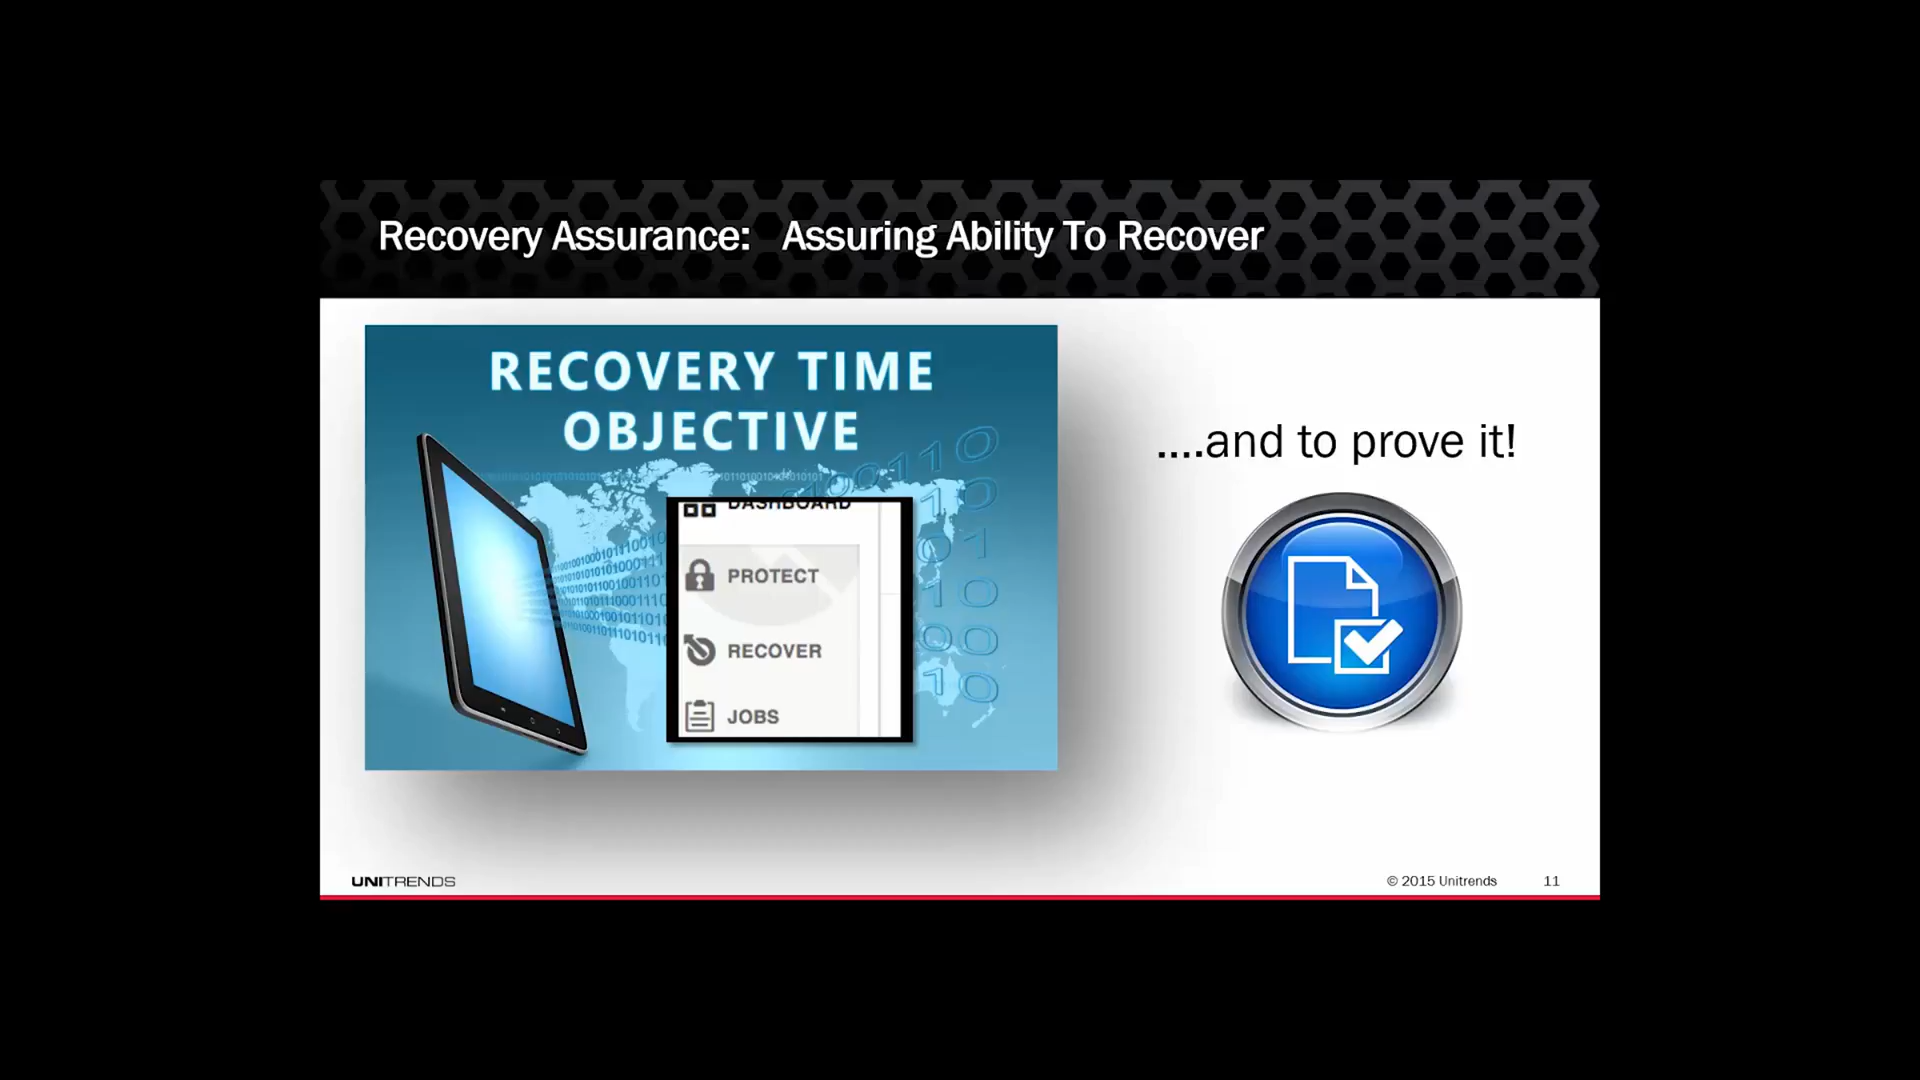 Recovery Assurance: Assuring Ability To Recover
RECOVERY TIME
OBJECTIVE
....and to prove it!
DASHBOARD
PROTECT
RECOVER
JOBS
UNITRENDS
© 2015 Unitrends 11